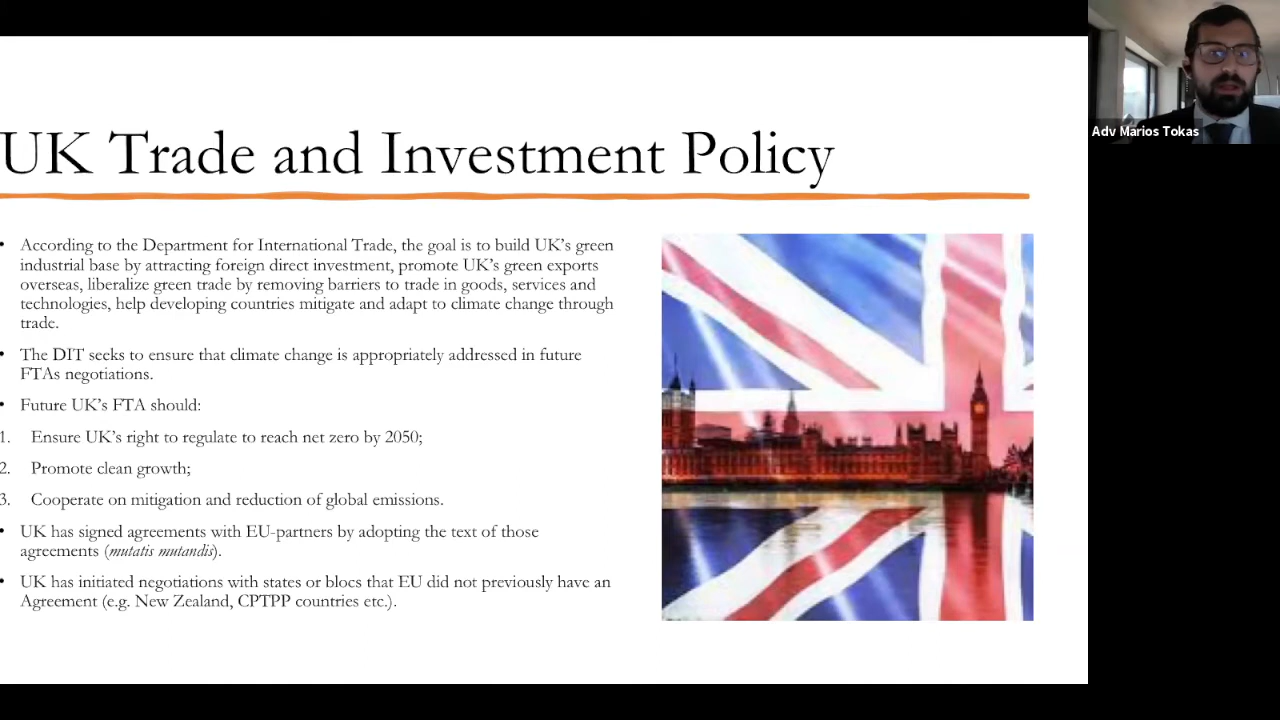 UK Trade and Investment Policy
Adv Marios Tokas
• According to the Department for International Trade, the goal is to build UK's green
industrial base by attracting foreign direct investment, promote UK's green exports
overseas, liberalize green trade by removing barriers to trade in goods, services and
technologies, help developing countries mitigate and adapt to climate change through
trade.
• The DIT seeks to ensure that climate change is appropriately addressed in future
FTAs negotiations.
• Future UK's FTA should:
1. Ensure UK's right to regulate to reach net zero by 2050;
2. Promote clean growth;
3. Cooperate on mitigation and reduction of global emissions.
• UK has signed agreements with EU-partners by adopting the text of those
agreements (mutatis mutandis).
• UK has initiated negotiations with states or blocs that EU did not previously have an
Agreement (e.g. New Zealand, CPTPP countries etc.).